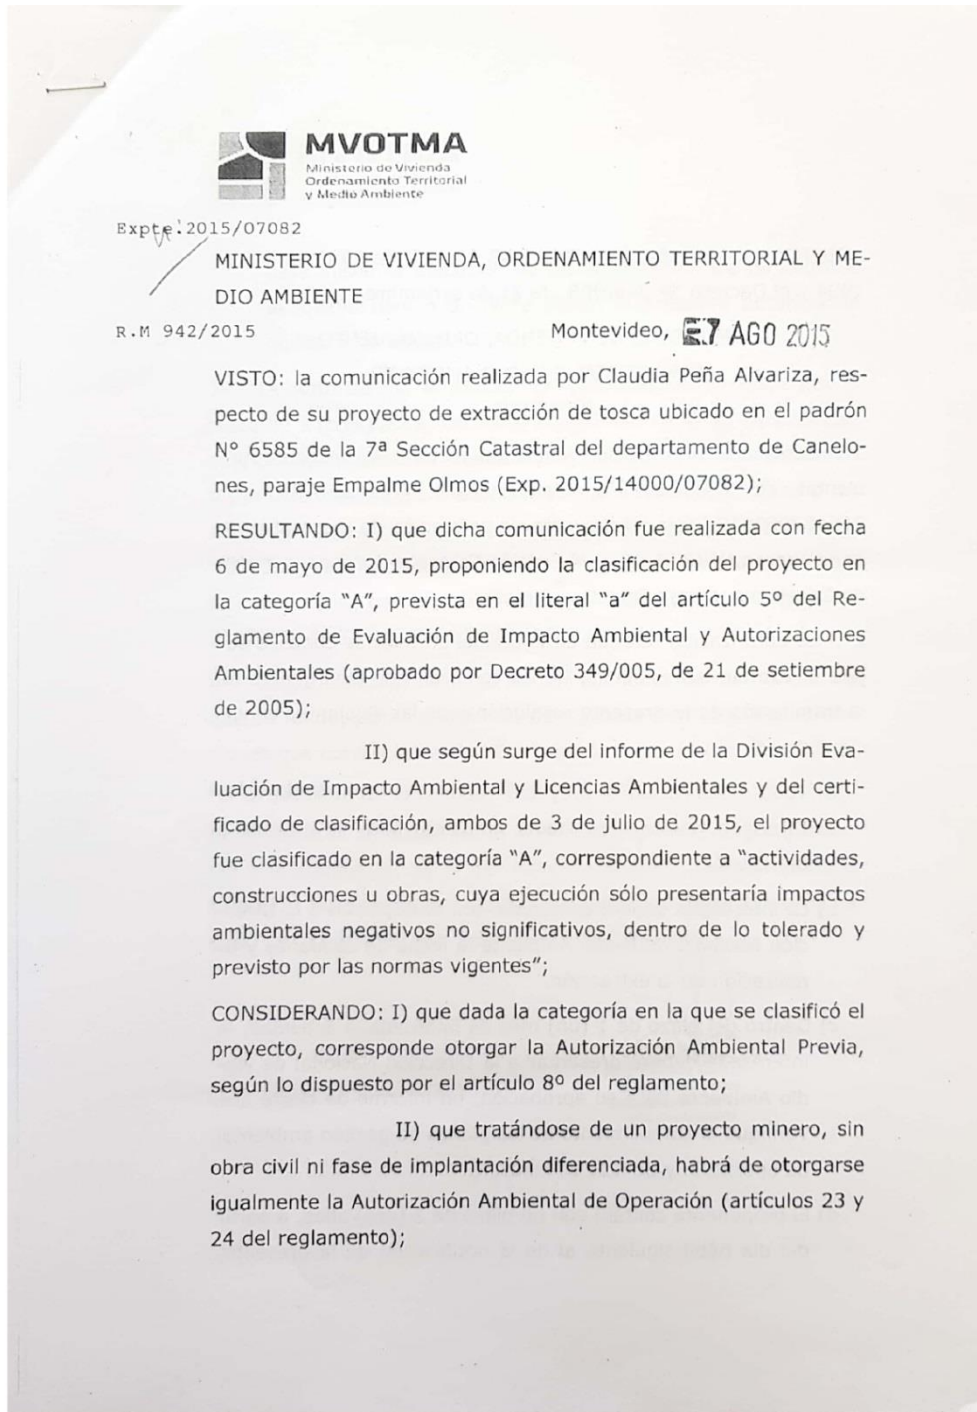 MVOTMA
Ministerio de Vivienda
Ordenamiento Territorial
y Medio Ambiente
Expte:2015/07082
MINISTERIO DE VIVIENDA, ORDENAMIENTO TERRITORIAL Y ME-
DIO AMBIENTE
R.M 942/2015
Montevideo, 7 AGO 2015
VISTO: la comunicación realizada por Claudia Peña Alvariza, res-
pecto de su proyecto de extracción de tosca ubicado en el padrón
Nº 6585 de la 7ª Sección Catastral del departamento de Canelo-
nes, paraje Empalme Olmos (Exp. 2015/14000/07082);
RESULTANDO: I) que dicha comunicación fue realizada con fecha
6 de mayo de 2015, proponiendo la clasificación del proyecto en
la categoría "A", prevista en el literal "a" del artículo 5º del Re-
glamento de Evaluación de Impacto Ambiental y Autorizaciones
Ambientales (aprobado por Decreto 349/005, de 21 de setiembre
de 2005);
II) que según surge del informe de la División Eva-
luación de Impacto Ambiental y Licencias Ambientales y del certi-
ficado de clasificación, ambos de 3 de julio de 2015, el proyecto
fue clasificado en la categoría "A", correspondiente a "actividades,
construcciones u obras, cuya ejecución sólo presentaría impactos
ambientales negativos no significativos, dentro de lo tolerado y
previsto por las normas vigentes";
CONSIDERANDO: I) que dada la categoría en la que se clasificó el
proyecto, corresponde otorgar la Autorización Ambiental Previa,
según lo dispuesto por el artículo 8º del reglamento;
II) que tratándose de un proyecto minero, sin
obra civil ni fase de implantación diferenciada, habrá de otorgarse
igualmente la Autorización Ambiental de Operación (artículos 23 y
24 del reglamento);